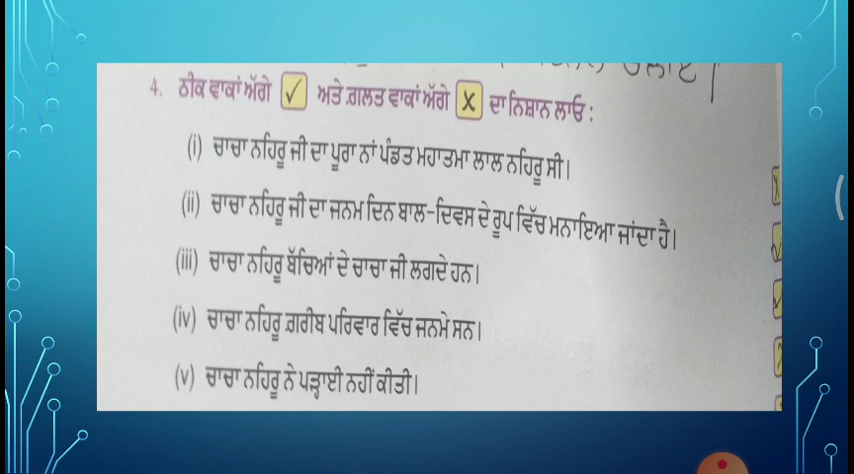 4. ਠੀਕ ਵਾਕਾਂ ਅੱਗੇ ✓ ਅਤੇ ਗ਼ਲਤ ਵਾਕਾਂ ਅੱਗੇ X ਦਾ ਨਿਸ਼ਾਨ ਲਾਓ :
(i) ਚਾਚਾ ਨਹਿਰੂ ਜੀ ਦਾ ਪੂਰਾ ਨਾਂ ਪੰਡਤ ਮਹਾਤਮਾ ਲਾਲ ਨਹਿਰੂ ਸੀ।
(ii) ਚਾਚਾ ਨਹਿਰੂ ਜੀ ਦਾ ਜਨਮ ਦਿਨ ਬਾਲ-ਦਿਵਸ ਦੇ ਰੂਪ ਵਿੱਚ ਮਨਾਇਆ ਜਾਂਦਾ ਹੈ।
(iii) ਚਾਚਾ ਨਹਿਰੂ ਬੱਚਿਆਂ ਦੇ ਚਾਚਾ ਜੀ ਲਗਦੇ ਹਨ।
(iv) ਚਾਚਾ ਨਹਿਰੂ ਗ਼ਰੀਬ ਪਰਿਵਾਰ ਵਿੱਚ ਜਨਮੇ ਸਨ।
(v) ਚਾਚਾ ਨਹਿਰੂ ਨੇ ਪੜ੍ਹਾਈ ਨਹੀਂ ਕੀਤੀ।